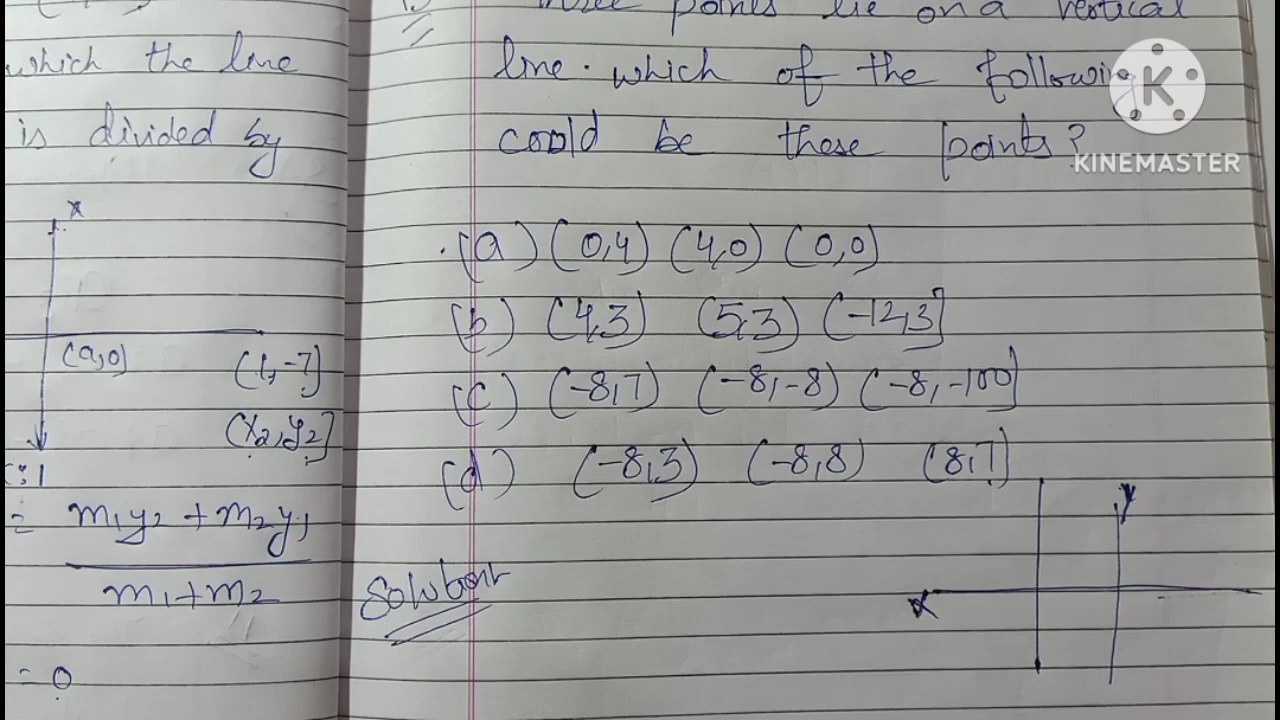 which the line
is divided by
x
(a,0) (1,-7)
(x2,y2)
:1
= m1y2 + m2y1
m1+m2
= 0
Three points lie on a vertical
line. which of the following
could be these points?
(a) (0,4) (4,0) (0,0)
(b) (4,3) (5,3) (-12,3)
(c) (-8,7) (-8,-8) (-8,-100)
(d) (-8,3) (-8,8) (8,7)
Solution
y
x
K
KINEMASTER